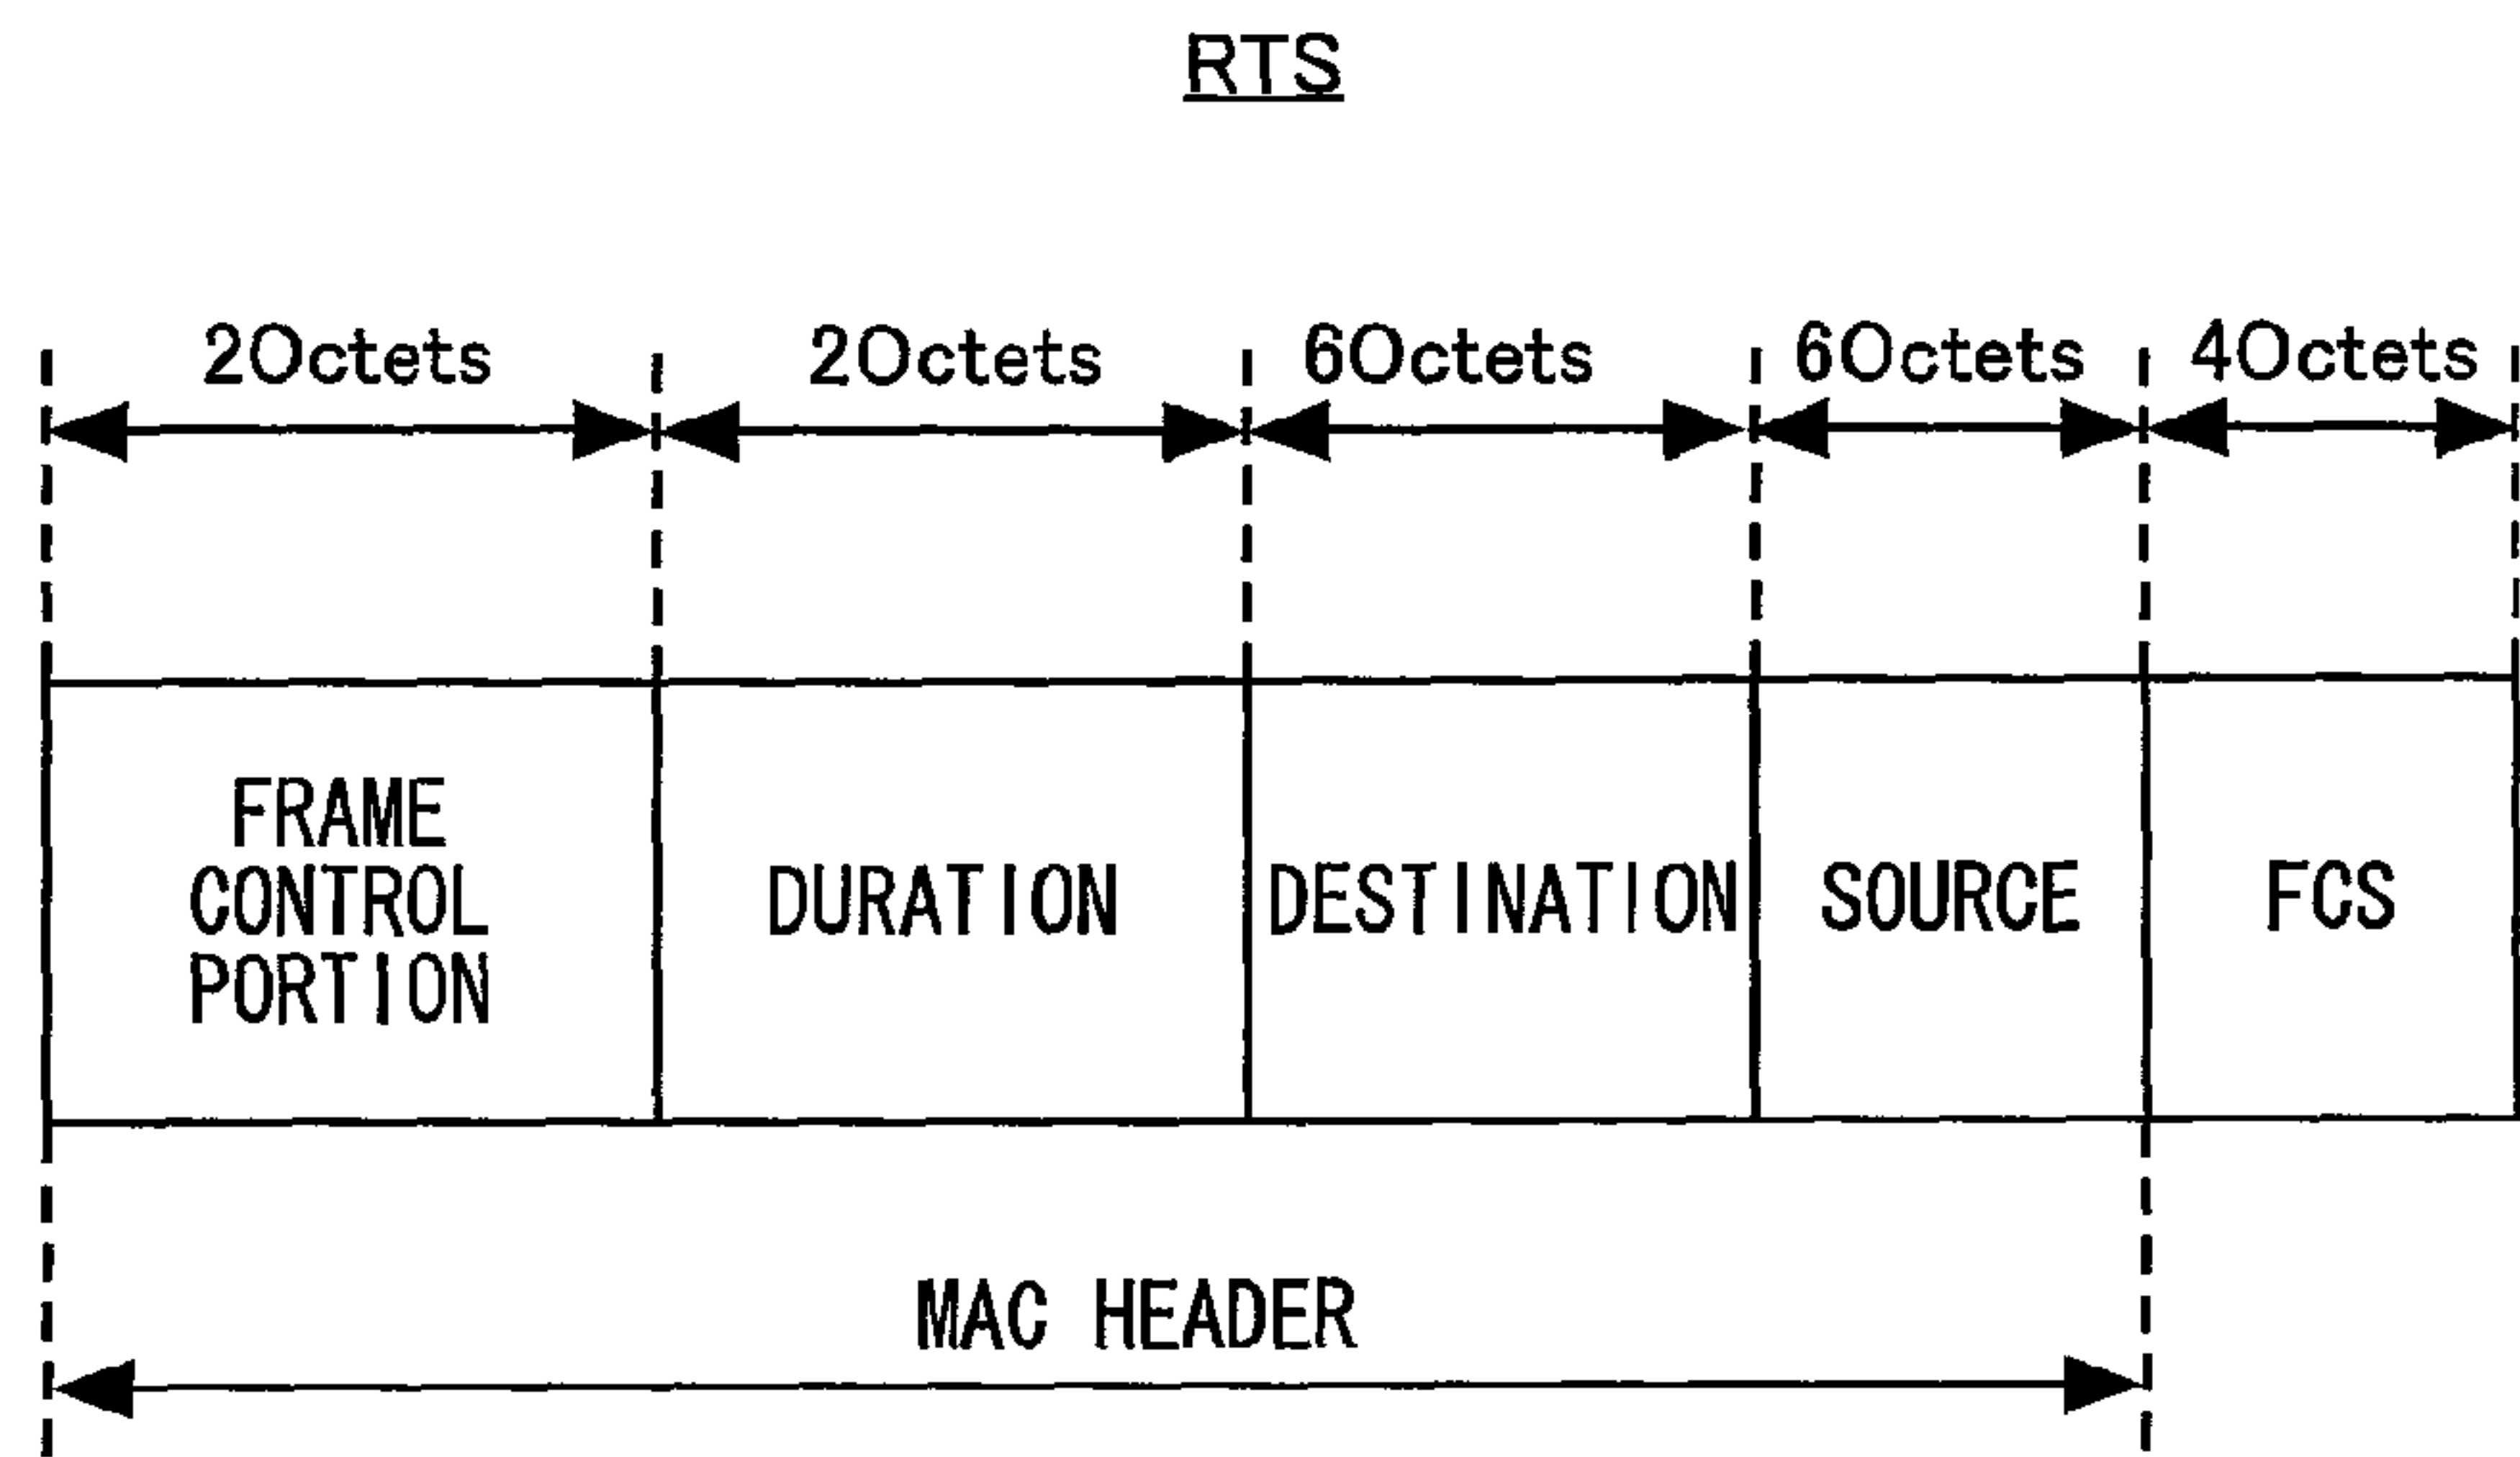 RTS
2Octets 2Octets 6Octets 6Octets 4Octets
FRAME
CONTROL
PORTION
DURATION
DESTINATION
SOURCE
FCS
MAC HEADER